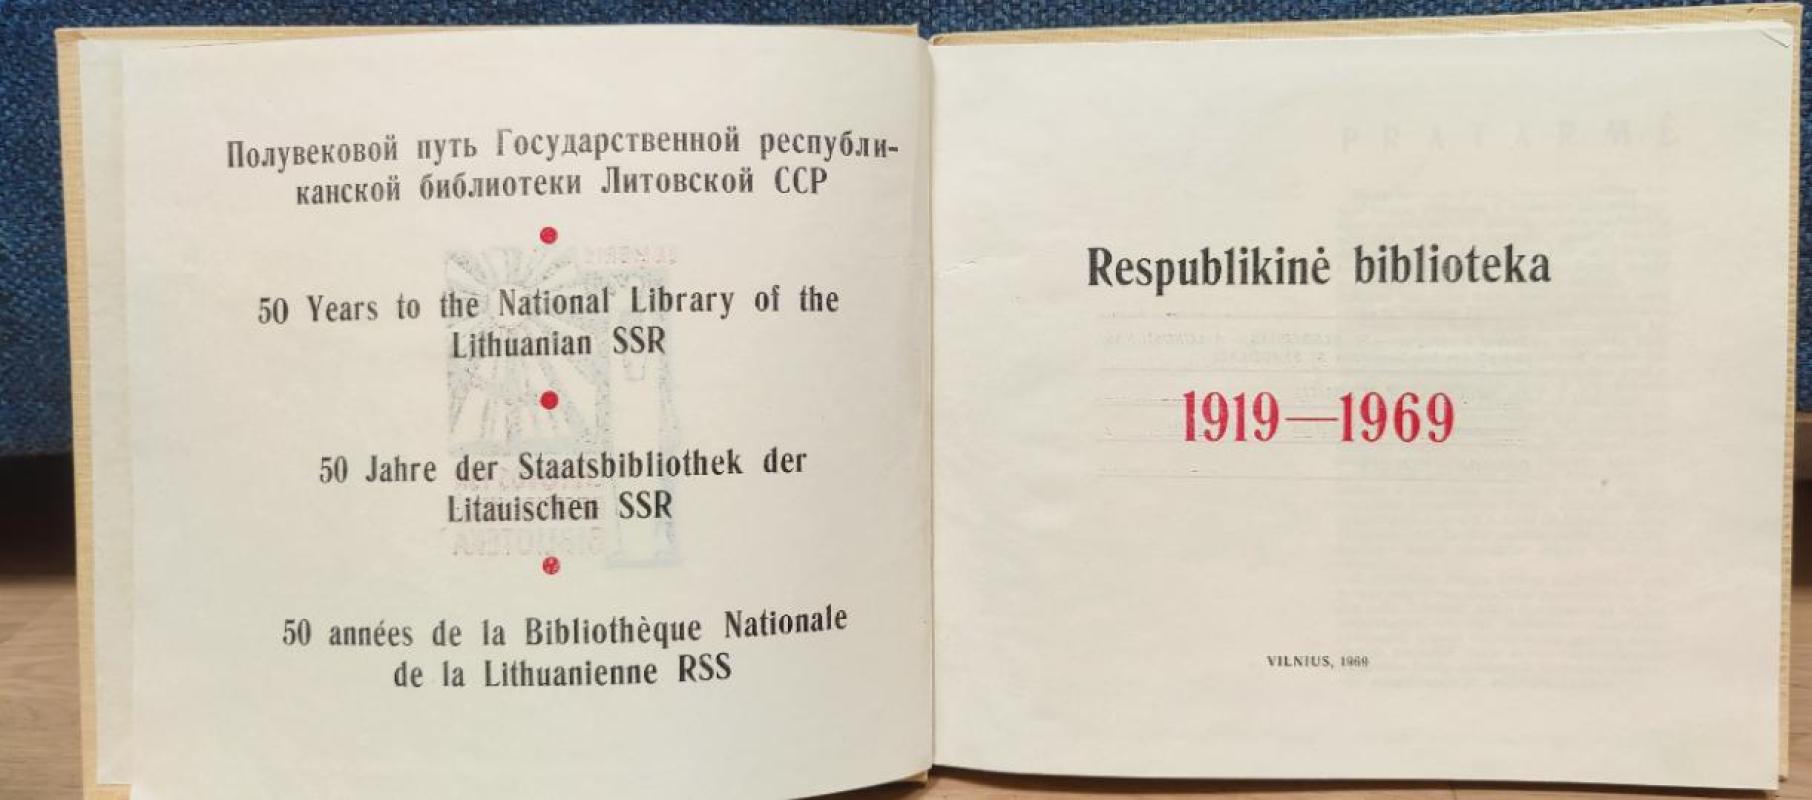 Полувековой путь Государственной республи-
канской библиотеки Литовской ССР
50 Years to the National Library of the
Lithuanian SSR
50 Jahre der Staatsbibliothek der
Litauischen SSR
50 années de la Bibliothèque Nationale
de la Lithuanienne RSS
Respublikinė biblioteka
1919—1969
VILNIUS, 1969